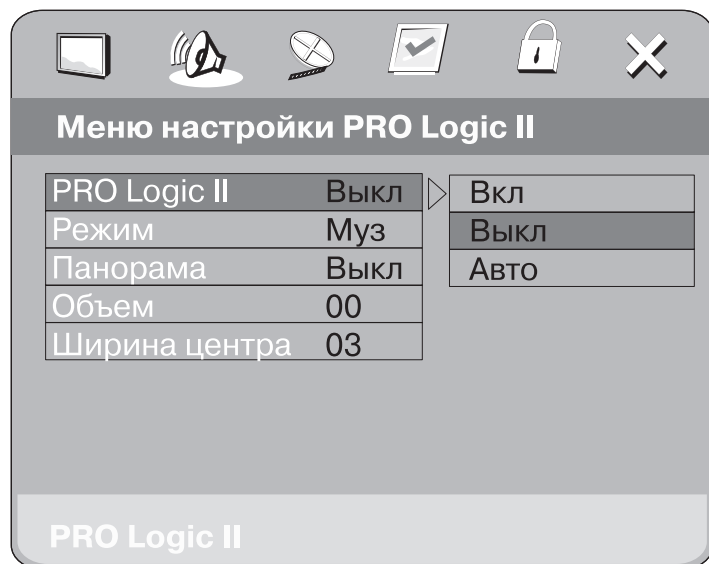 Меню настройки PRO Logic II
PRO Logic II Выкл Вкл
Режим Муз Выкл
Панорама Выкл Авто
Объем 00
Ширина центра 03
PRO Logic II